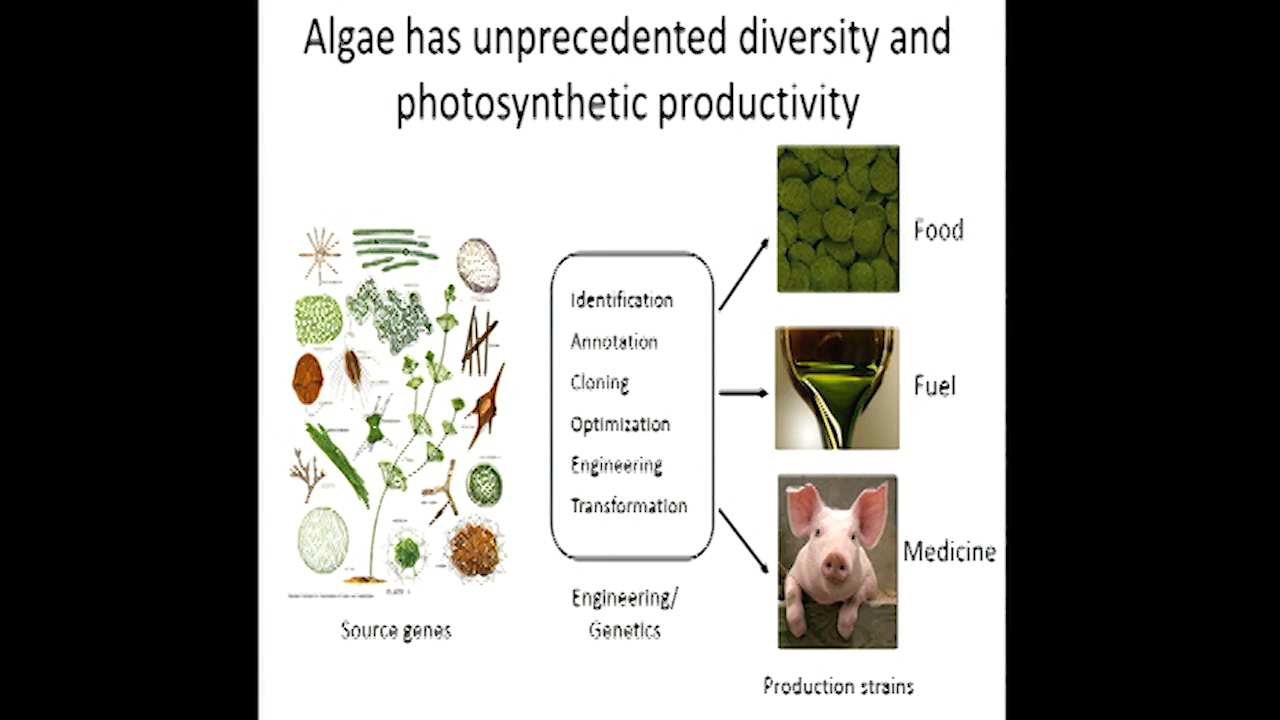 Algae has unprecedented diversity and
photosynthetic productivity
Identification
Annotation
Cloning
Optimization
Engineering
Transformation
Engineering/
Genetics
Source genes
Food
Fuel
Medicine
Production strains